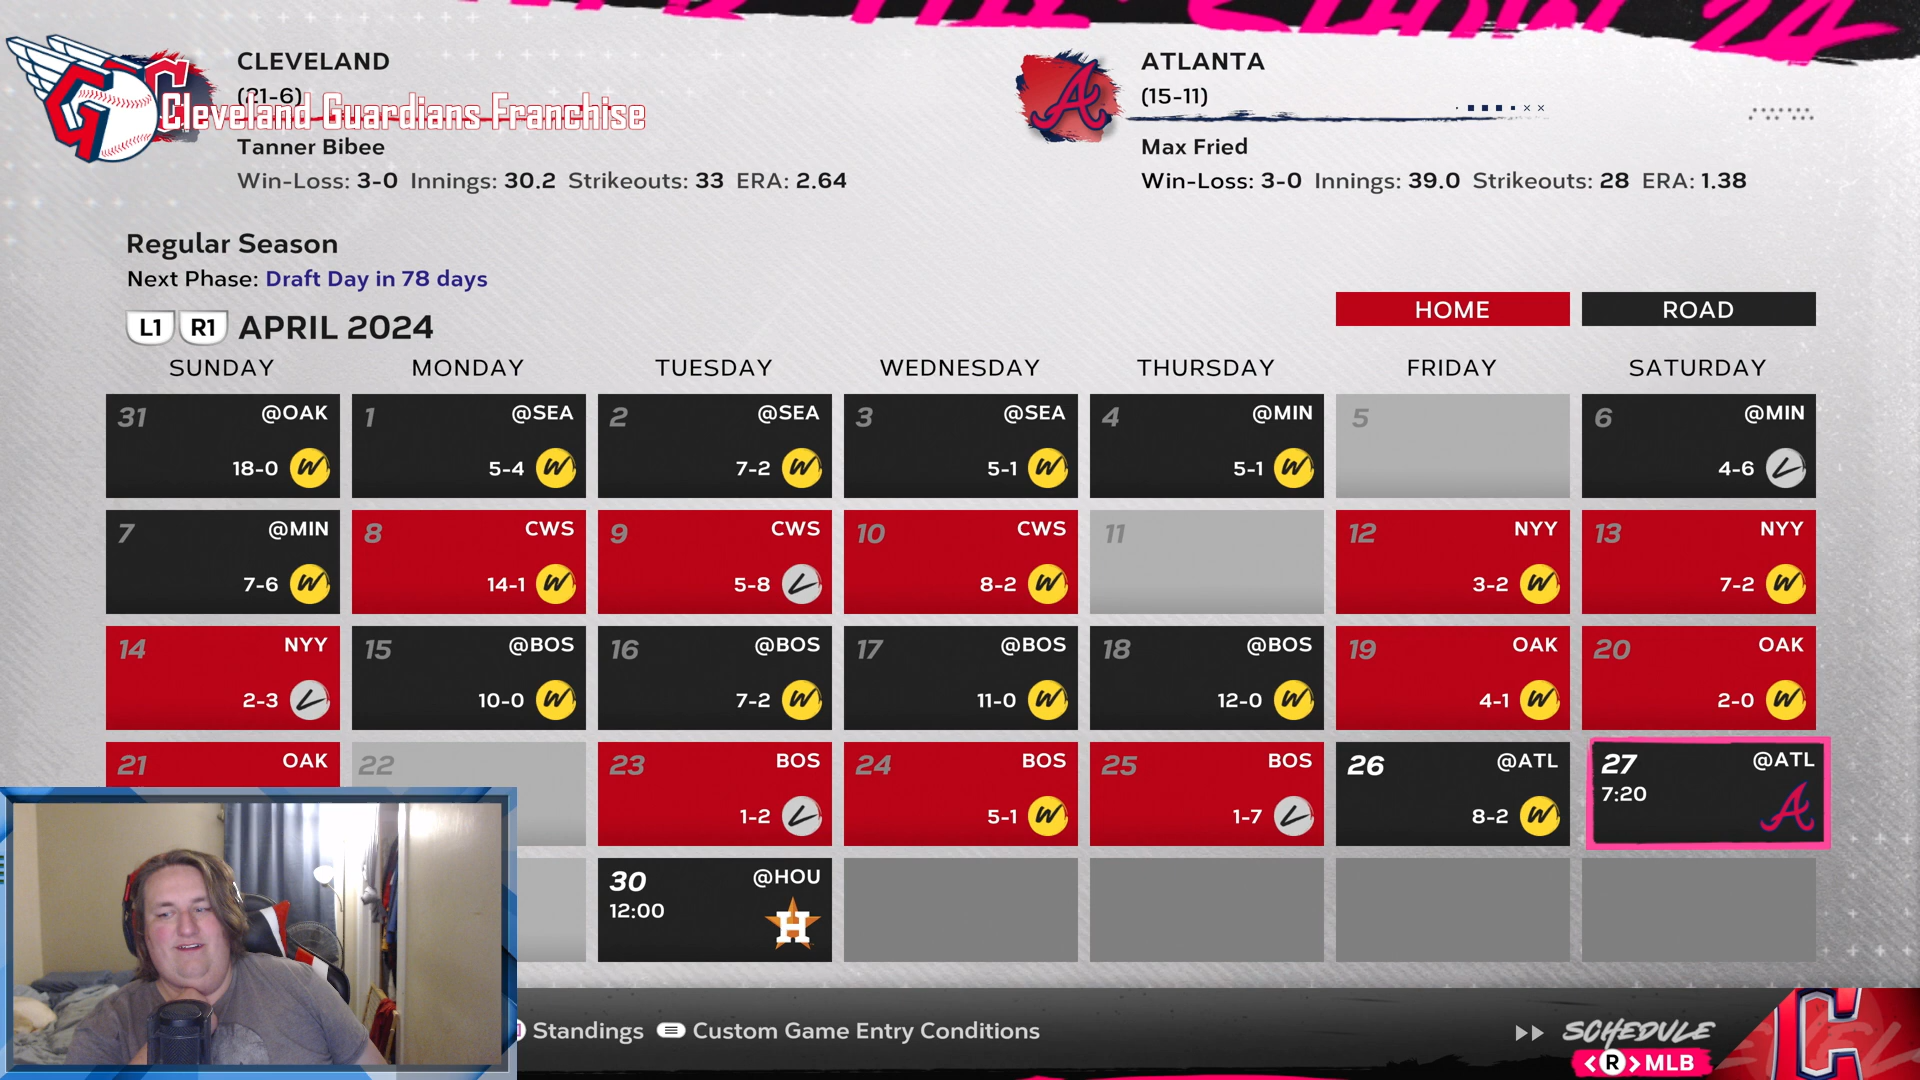 CLEVELAND
(21-6)
Cleveland Guardians Franchise
Tanner Bibee
Win-Loss: 3-0 Innings: 30.2 Strikeouts: 33 ERA: 2.64
ATLANTA
(15-11)
Max Fried
Win-Loss: 3-0 Innings: 39.0 Strikeouts: 28 ERA: 1.38
Regular Season
Next Phase: Draft Day in 78 days
L1 R1 APRIL 2024
HOME ROAD
SUNDAY MONDAY TUESDAY WEDNESDAY THURSDAY FRIDAY SATURDAY
31 @OAK 1 @SEA 2 @SEA 3 @SEA 4 @MIN 5 6 @MIN
18-0 W 5-4 W 7-2 W 5-1 W 5-1 W 4-6 L
7 @MIN 8 CWS 9 CWS 10 CWS 11 12 NYY 13 NYY
7-6 W 14-1 W 5-8 L 8-2 W 3-2 W 7-2 W
14 NYY 15 @BOS 16 @BOS 17 @BOS 18 @BOS 19 OAK 20 OAK
2-3 L 10-0 W 7-2 W 11-0 W 12-0 W 4-1 W 2-0 W
21 OAK 22 23 BOS 24 BOS 25 BOS 26 @ATL 27 @ATL
7:20
1-2 L 5-1 W 1-7 L 8-2 W A
30 @HOU
12:00
H
Standings Custom Game Entry Conditions
SCHEDULE
<R> MLB